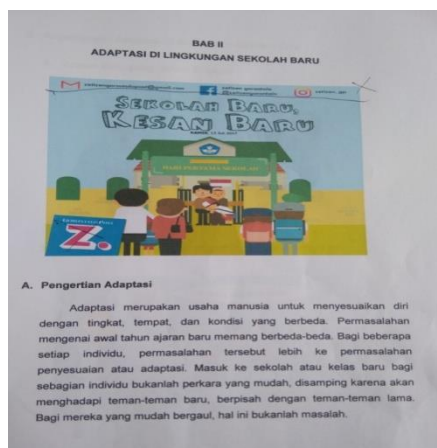 BAB II
ADAPTASI DI LINGKUNGAN SEKOLAH BARU
SEKOLAH BARU,
KESAN BARU
HARI PERTAMA SEKOLAH
Z.
A. Pengertian Adaptasi
Adaptasi merupakan usaha manusia untuk menyesuaikan diri
dengan tingkat, tempat, dan kondisi yang berbeda. Permasalahan
mengenai awal tahun ajaran baru memang berbeda-beda. Bagi beberapa
setiap individu, permasalahan tersebut lebih ke permasalahan
penyesuaian atau adaptasi. Masuk ke sekolah atau kelas baru bagi
sebagian individu bukanlah perkara yang mudah, disamping karena akan
menghadapi teman-teman baru, berpisah dengan teman-teman lama.
Bagi mereka yang mudah bergaul, hal ini bukanlah masalah.